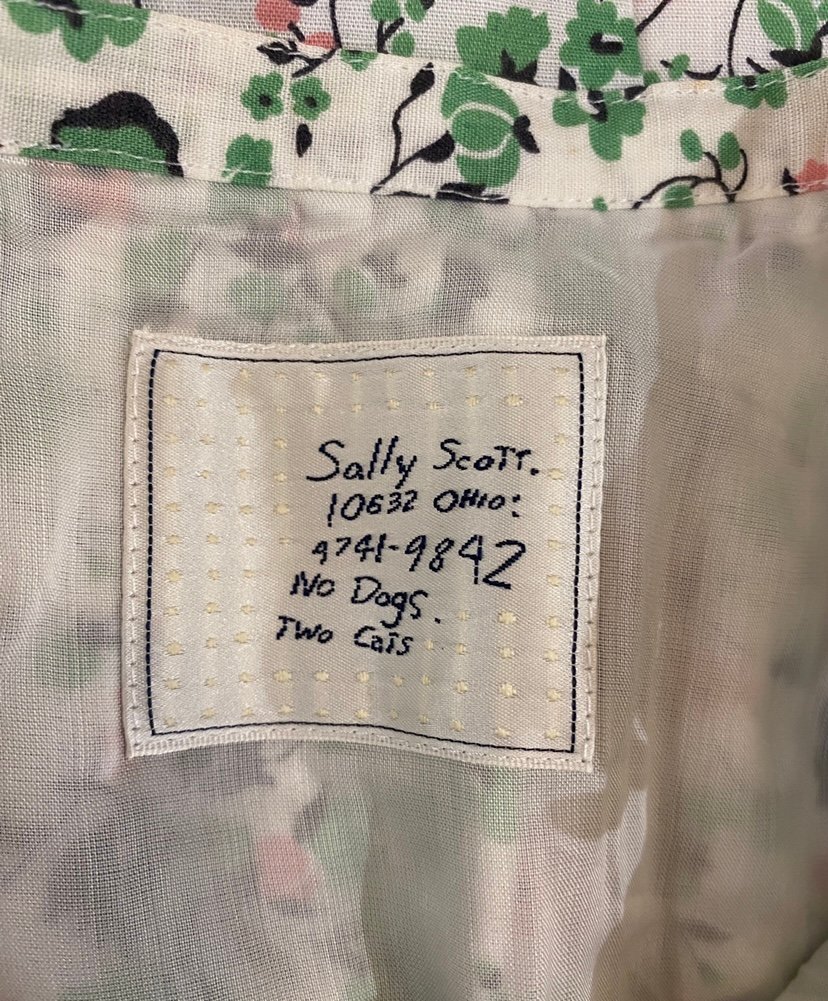 Sally Scott.
10632 OHIO:
4741-9842
No Dogs.
Two Cats